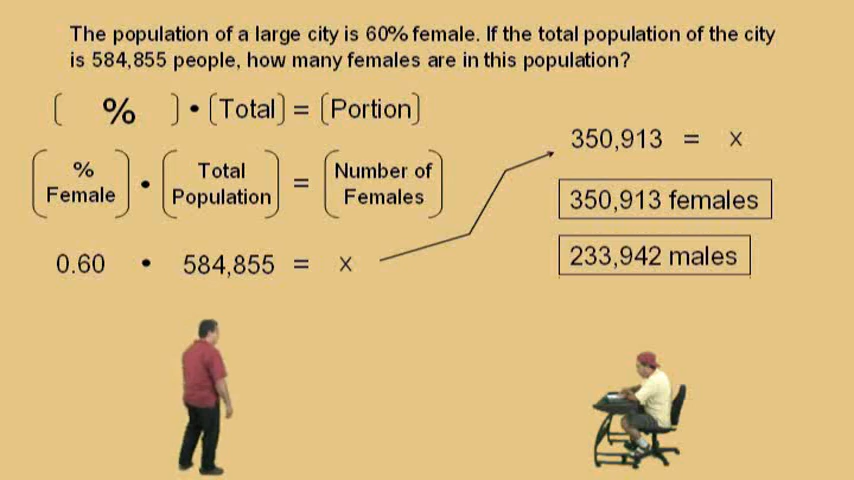 The population of a large city is 60% female. If the total population of the city
is 584,855 people, how many females are in this population?
( % ) • (Total) = (Portion)
(% Female) • (Total Population) = (Number of Females)
0.60 • 584,855 = x
350,913 = x
350,913 females
233,942 males